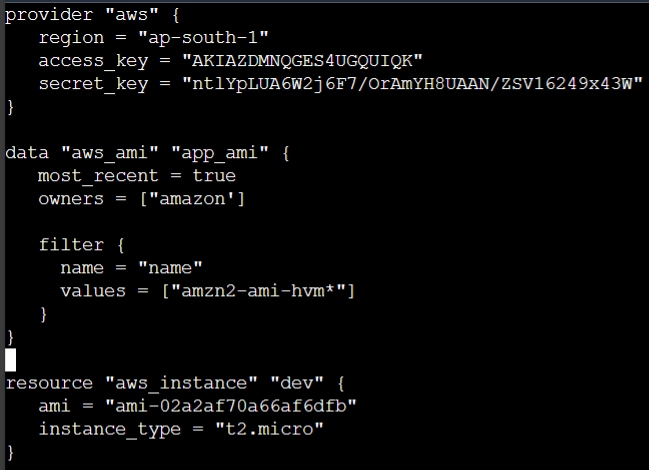 provider "aws" {
region = "ap-south-1"
access_key = "AKIAZDMNQGES4UGQUIQK"
secret_key = "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"
}
data "aws_ami" "app_ami" {
most_recent = true
owners = ["amazon']
filter {
name = "name"
values = ["amzn2-ami-hvm*"]
}
}
resource "aws_instance" "dev" {
ami = "ami-02a2af70a66af6dfb"
instance_type = "t2.micro"
}